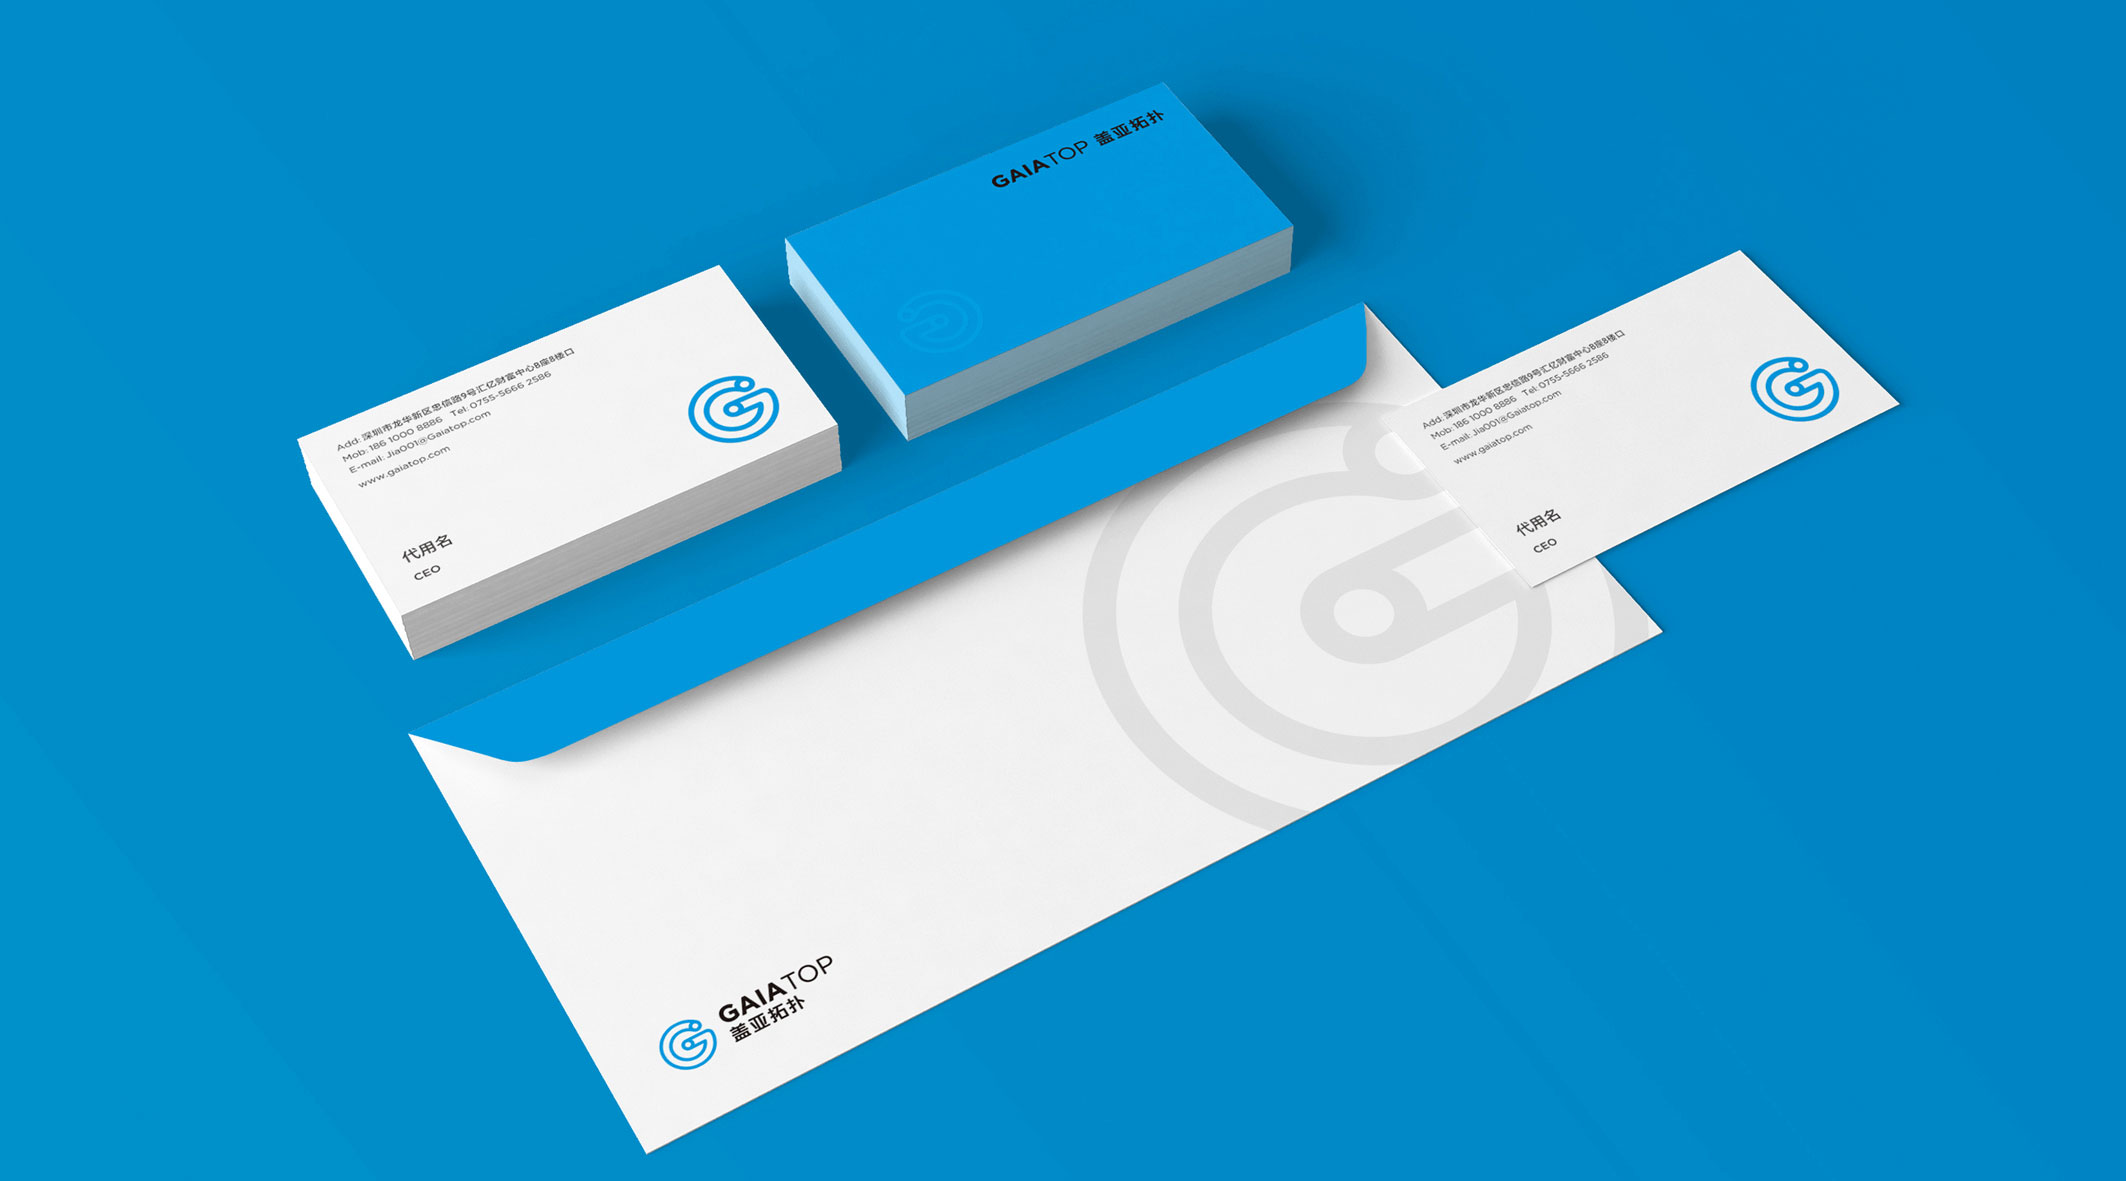 GAIATOP 盖亚拓扑
Add: 深圳市龙华新区忠信路9号汇亿财富中心B座8楼口
Mob: 186 1000 8886 Tel: 0755-5666 2586
E-mail: Jia001@Gaiatop.com
www.gaiatop.com
代用名
CEO
Add: 深圳市龙华新区忠信路9号汇亿财富中心B座8楼口
Mob: 186 1000 8886 Tel: 0755-5666 2586
E-mail: Jia001@Gaiatop.com
www.gaiatop.com
代用名
CEO
GAIATOP
盖亚拓扑